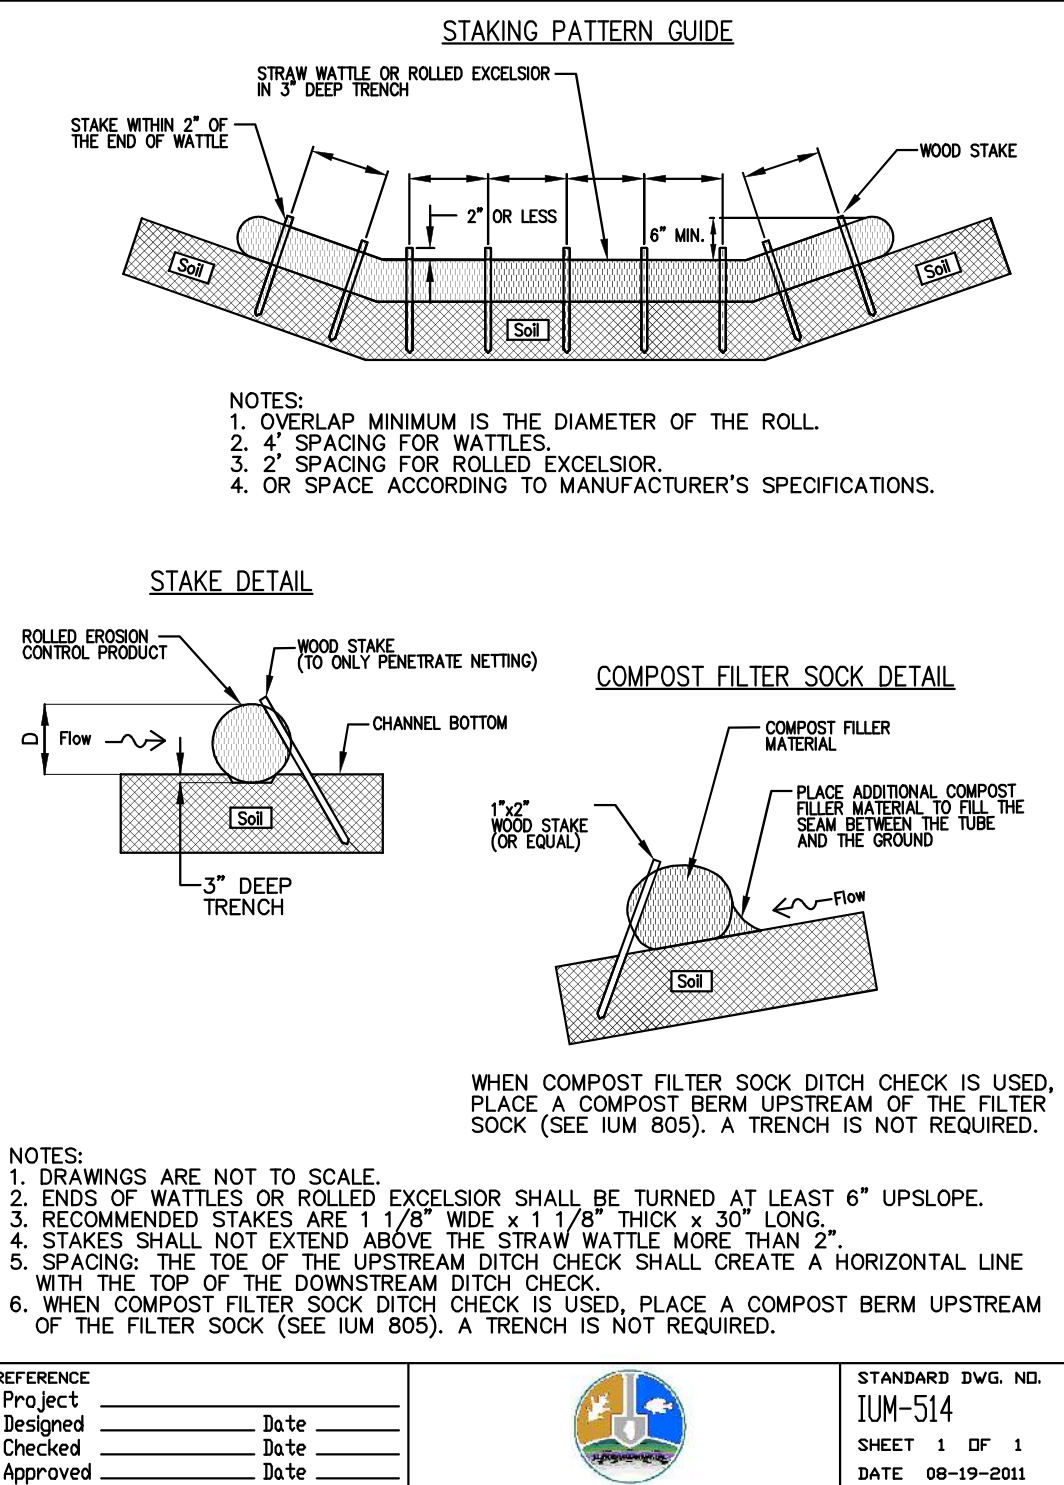 STAKING PATTERN GUIDE
STRAW WATTLE OR ROLLED EXCELSIOR
IN 3" DEEP TRENCH
STAKE WITHIN 2" OF
THE END OF WATTLE
WOOD STAKE
2" OR LESS
6" MIN.
Soil
Soil
Soil
NOTES:
1. OVERLAP MINIMUM IS THE DIAMETER OF THE ROLL.
2. 4' SPACING FOR WATTLES.
3. 2' SPACING FOR ROLLED EXCELSIOR.
4. OR SPACE ACCORDING TO MANUFACTURER'S SPECIFICATIONS.
STAKE DETAIL
ROLLED EROSION
CONTROL PRODUCT
WOOD STAKE
(TO ONLY PENETRATE NETTING)
CHANNEL BOTTOM
D
Flow
Soil
3" DEEP
TRENCH
COMPOST FILTER SOCK DETAIL
COMPOST FILLER
MATERIAL
PLACE ADDITIONAL COMPOST
FILLER MATERIAL TO FILL THE
SEAM BETWEEN THE TUBE
AND THE GROUND
1"x2"
WOOD STAKE
(OR EQUAL)
Flow
Soil
WHEN COMPOST FILTER SOCK DITCH CHECK IS USED,
PLACE A COMPOST BERM UPSTREAM OF THE FILTER
SOCK (SEE IUM 805). A TRENCH IS NOT REQUIRED.
NOTES:
1. DRAWINGS ARE NOT TO SCALE.
2. ENDS OF WATTLES OR ROLLED EXCELSIOR SHALL BE TURNED AT LEAST 6" UPSLOPE.
3. RECOMMENDED STAKES ARE 1 1/8" WIDE x 1 1/8" THICK x 30" LONG.
4. STAKES SHALL NOT EXTEND ABOVE THE STRAW WATTLE MORE THAN 2".
5. SPACING: THE TOE OF THE UPSTREAM DITCH CHECK SHALL CREATE A HORIZONTAL LINE
WITH THE TOP OF THE DOWNSTREAM DITCH CHECK.
6. WHEN COMPOST FILTER SOCK DITCH CHECK IS USED, PLACE A COMPOST BERM UPSTREAM
OF THE FILTER SOCK (SEE IUM 805). A TRENCH IS NOT REQUIRED.
REFERENCE
Project
Designed Date
Checked Date
Approved Date
STANDARD DWG. NO.
IUM-514
SHEET 1 OF 1
DATE 08-19-2011